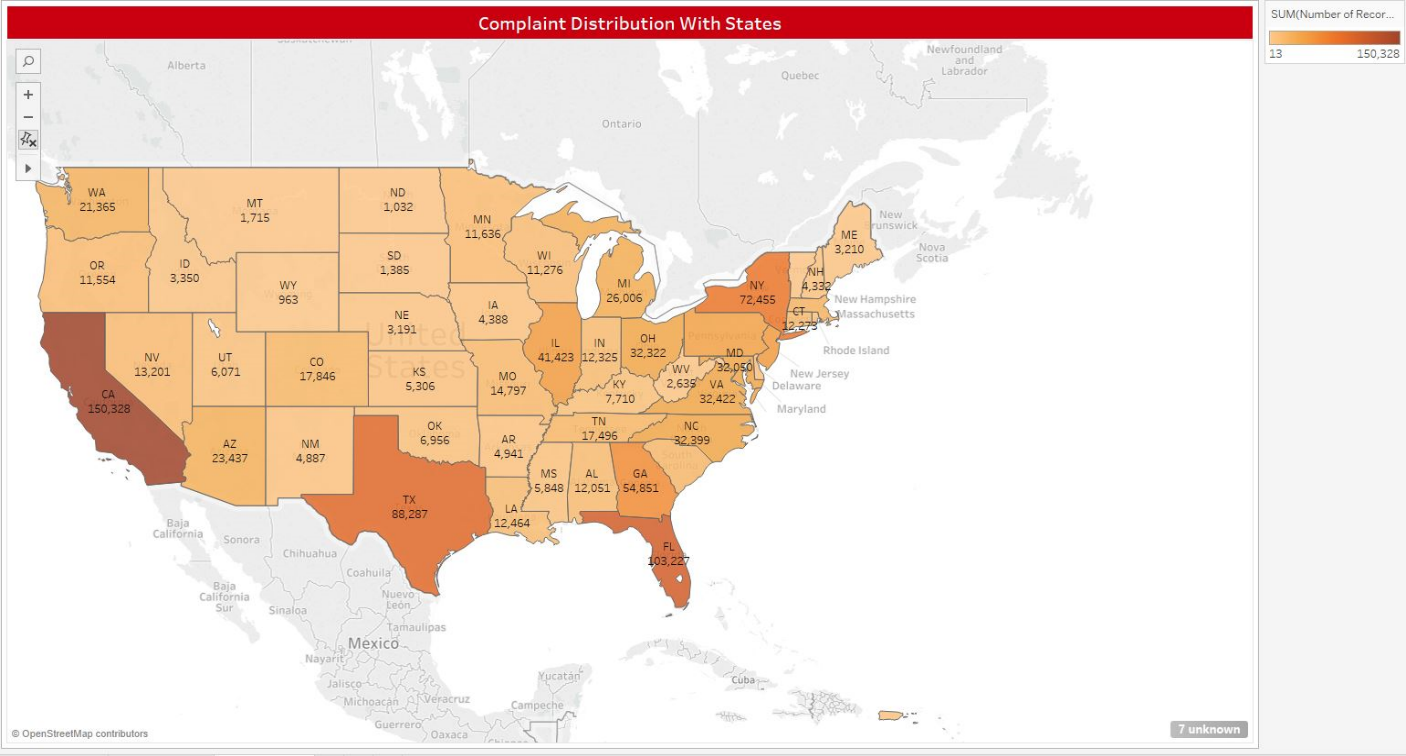 Complaint Distribution With States
SUM(Number of Recor...
13 150,328
Alberta
Ontario
Quebec
Newfoundland
and
Labrador
New
Brunswick
Nova
Scotia
WA
21,365
MT
1,715
ND
1,032
MN
11,636
ME
3,210
OR
11,554
ID
3,350
WY
963
SD
1,385
WI
11,276
MI
26,006
NY
72,455
NH
4,332
New Hampshire
Massachusetts
CT
12,273
Rhode Island
NE
3,191
IA
4,388
United
States
NV
13,201
UT
6,071
CO
17,846
KS
5,306
MO
14,797
IL
41,423
IN
12,325
OH
32,322
MD
32,050
New Jersey
Delaware
Maryland
WV
2,635
VA
32,422
KY
7,710
CA
150,328
AZ
23,437
NM
4,887
OK
6,956
AR
4,941
TN
17,496
NC
32,399
South
Carolina
MS
5,848
AL
12,051
GA
54,851
TX
88,287
LA
12,464
FL
103,227
Baja
California
Sonora
Chihuahua
Coahuila
Baja
California
Sur
Sinaloa
Nuevo
León
Tamaulipas
Mexico
Nayarit
Jalisco
Michoacán
Veracruz
Guerrero
Oaxaca
Yucatán
Campeche
Cuba
© OpenStreetMap contributors
7 unknown